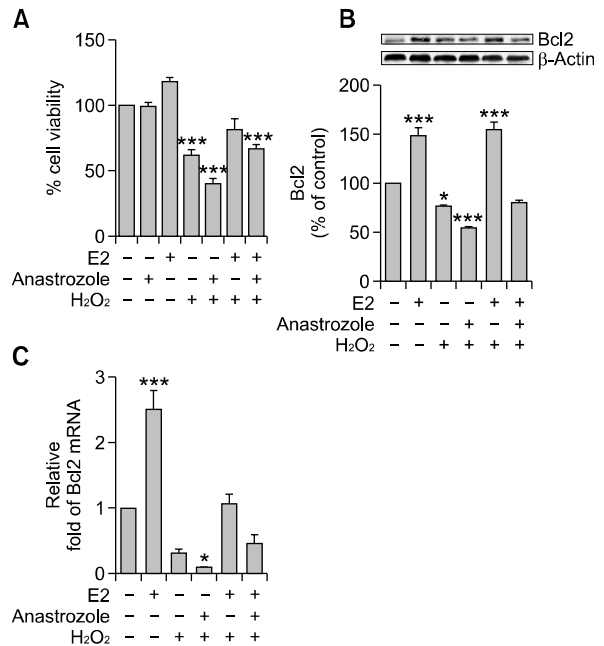 A
150
100
50
0
% cell viability
*** *** ***
E2 – – + – – + +
Anastrozole – + – – + – +
H₂O₂ – – – + + + +
B
Bcl2
β-Actin
200
150
100
50
0
Bcl2
(% of control)
*** * *** ***
E2 – + – – + +
Anastrozole – – – + – +
H₂O₂ – – + + + +
C
3
2
1
0
Relative
fold of Bcl2 mRNA
*** *
E2 – + – – + +
Anastrozole – – – + – +
H₂O₂ – – + + + +